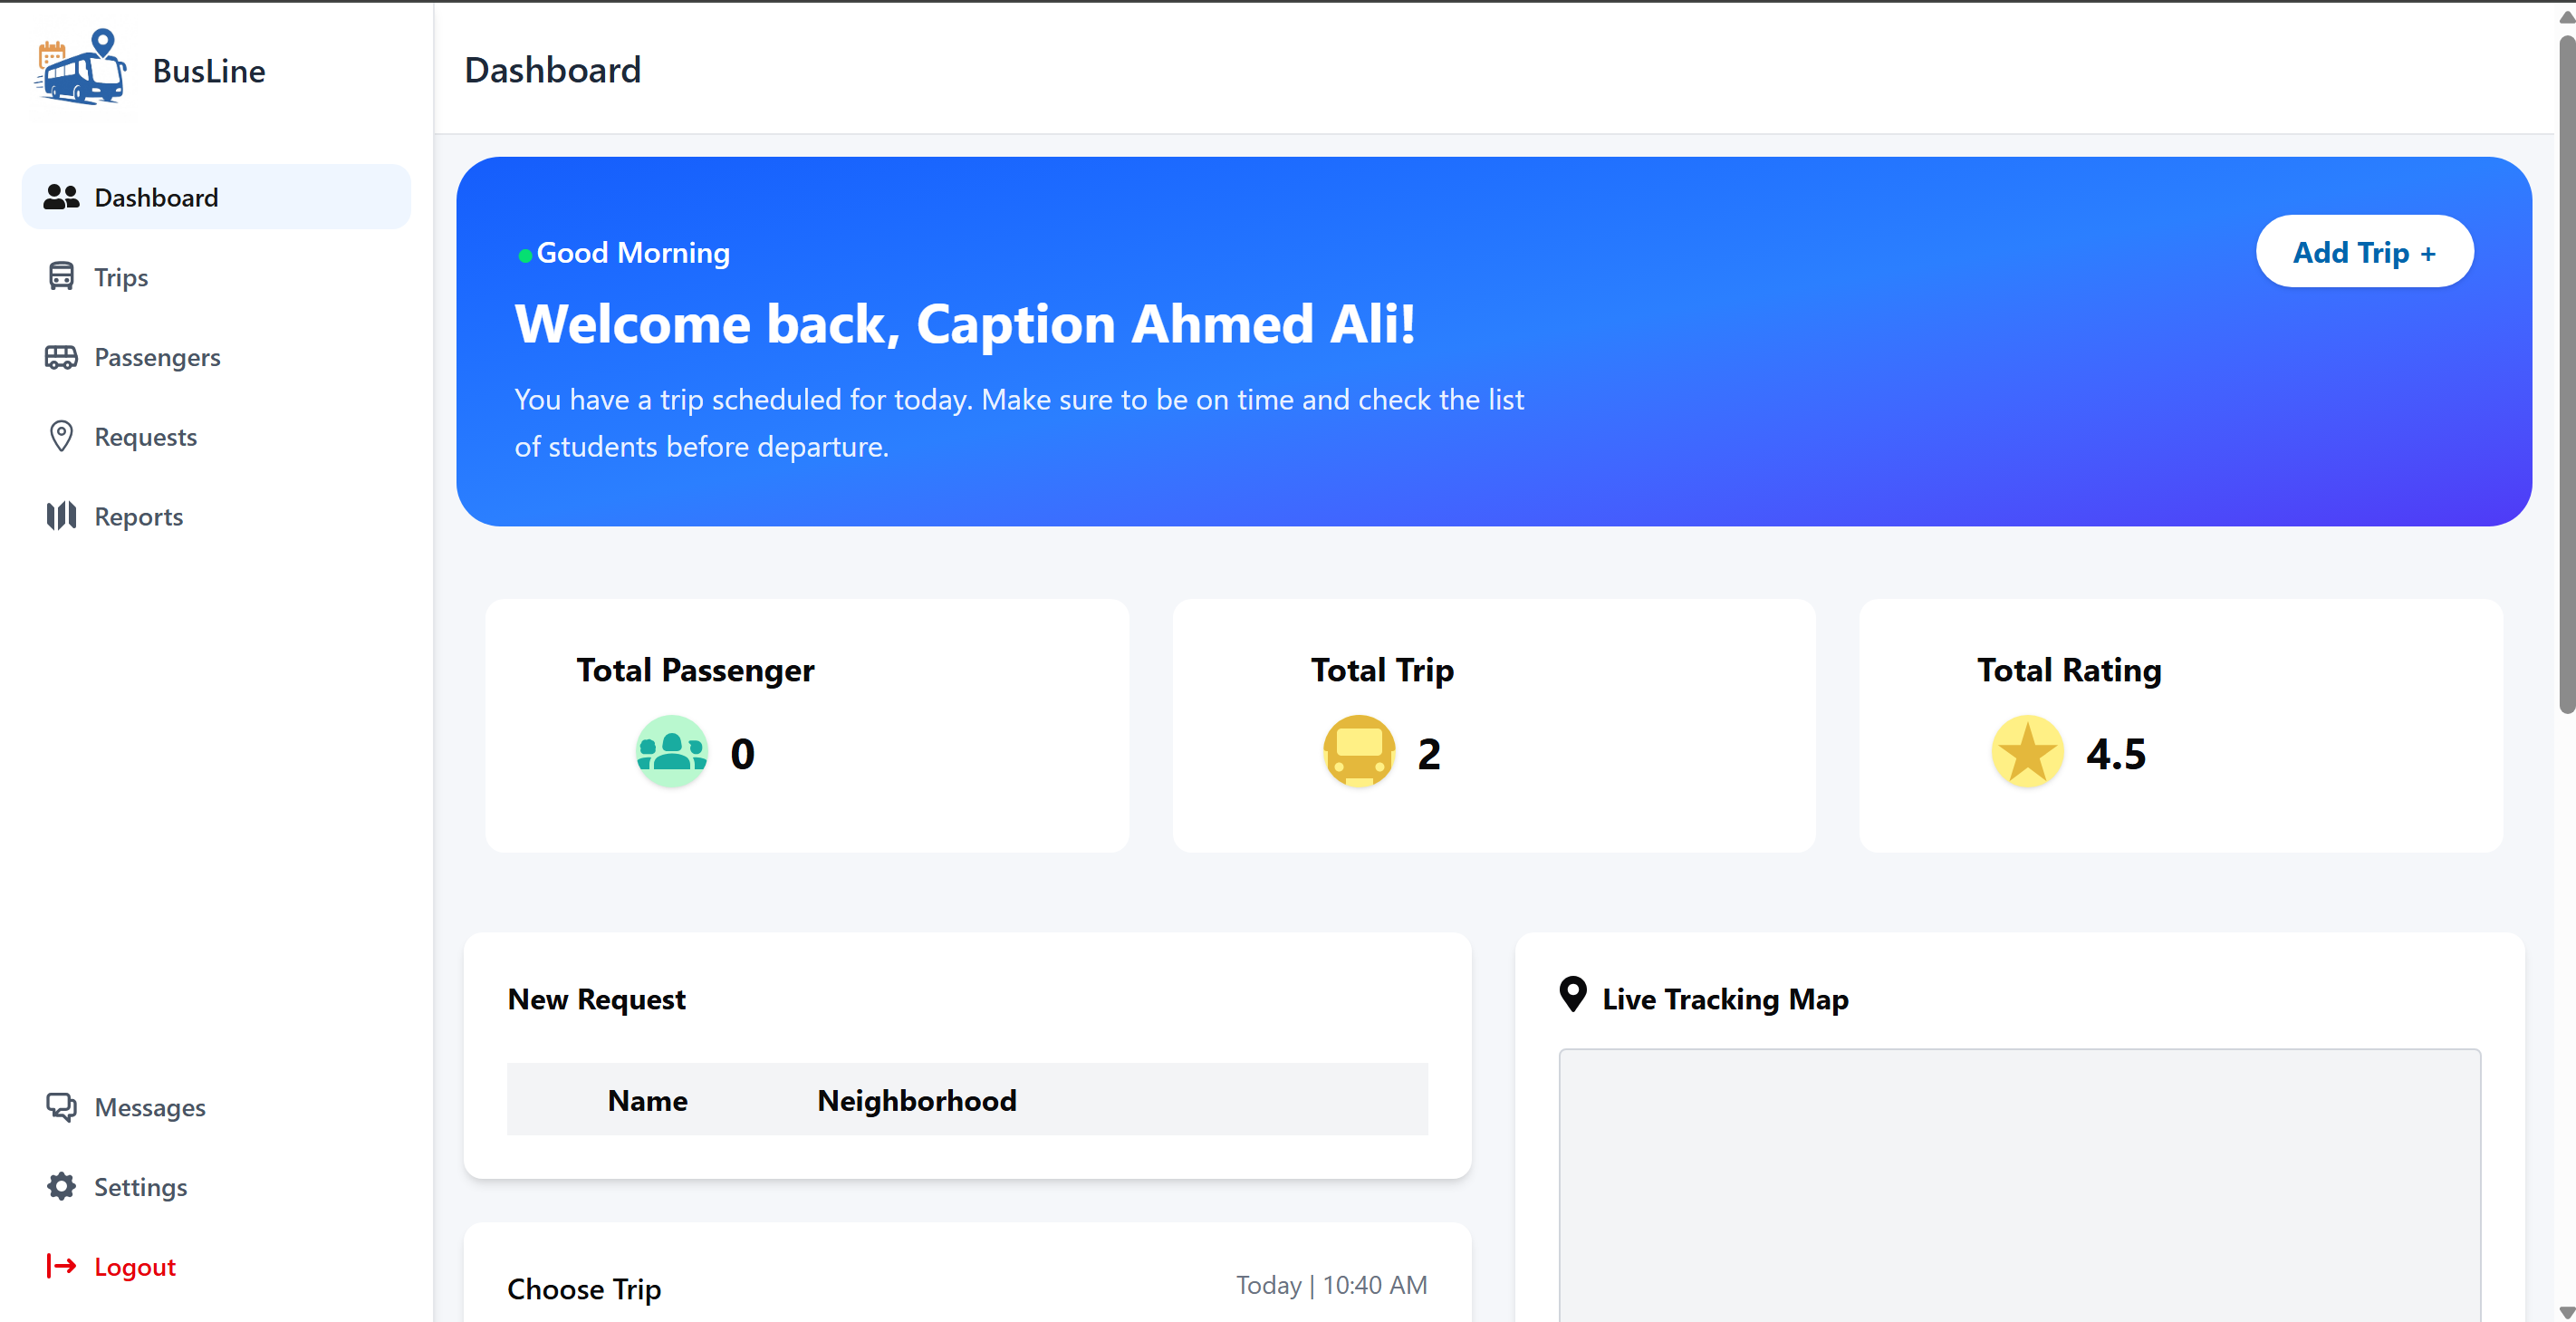 BusLine
Dashboard
Trips
Passengers
Requests
Reports
Messages
Settings
Logout
Dashboard
Good Morning
Add Trip +
Welcome back, Caption Ahmed Ali!
You have a trip scheduled for today. Make sure to be on time and check the list
of students before departure.
Total Passenger
0
Total Trip
2
Total Rating
4.5
New Request
Name Neighborhood
Choose Trip
Today | 10:40 AM
Live Tracking Map